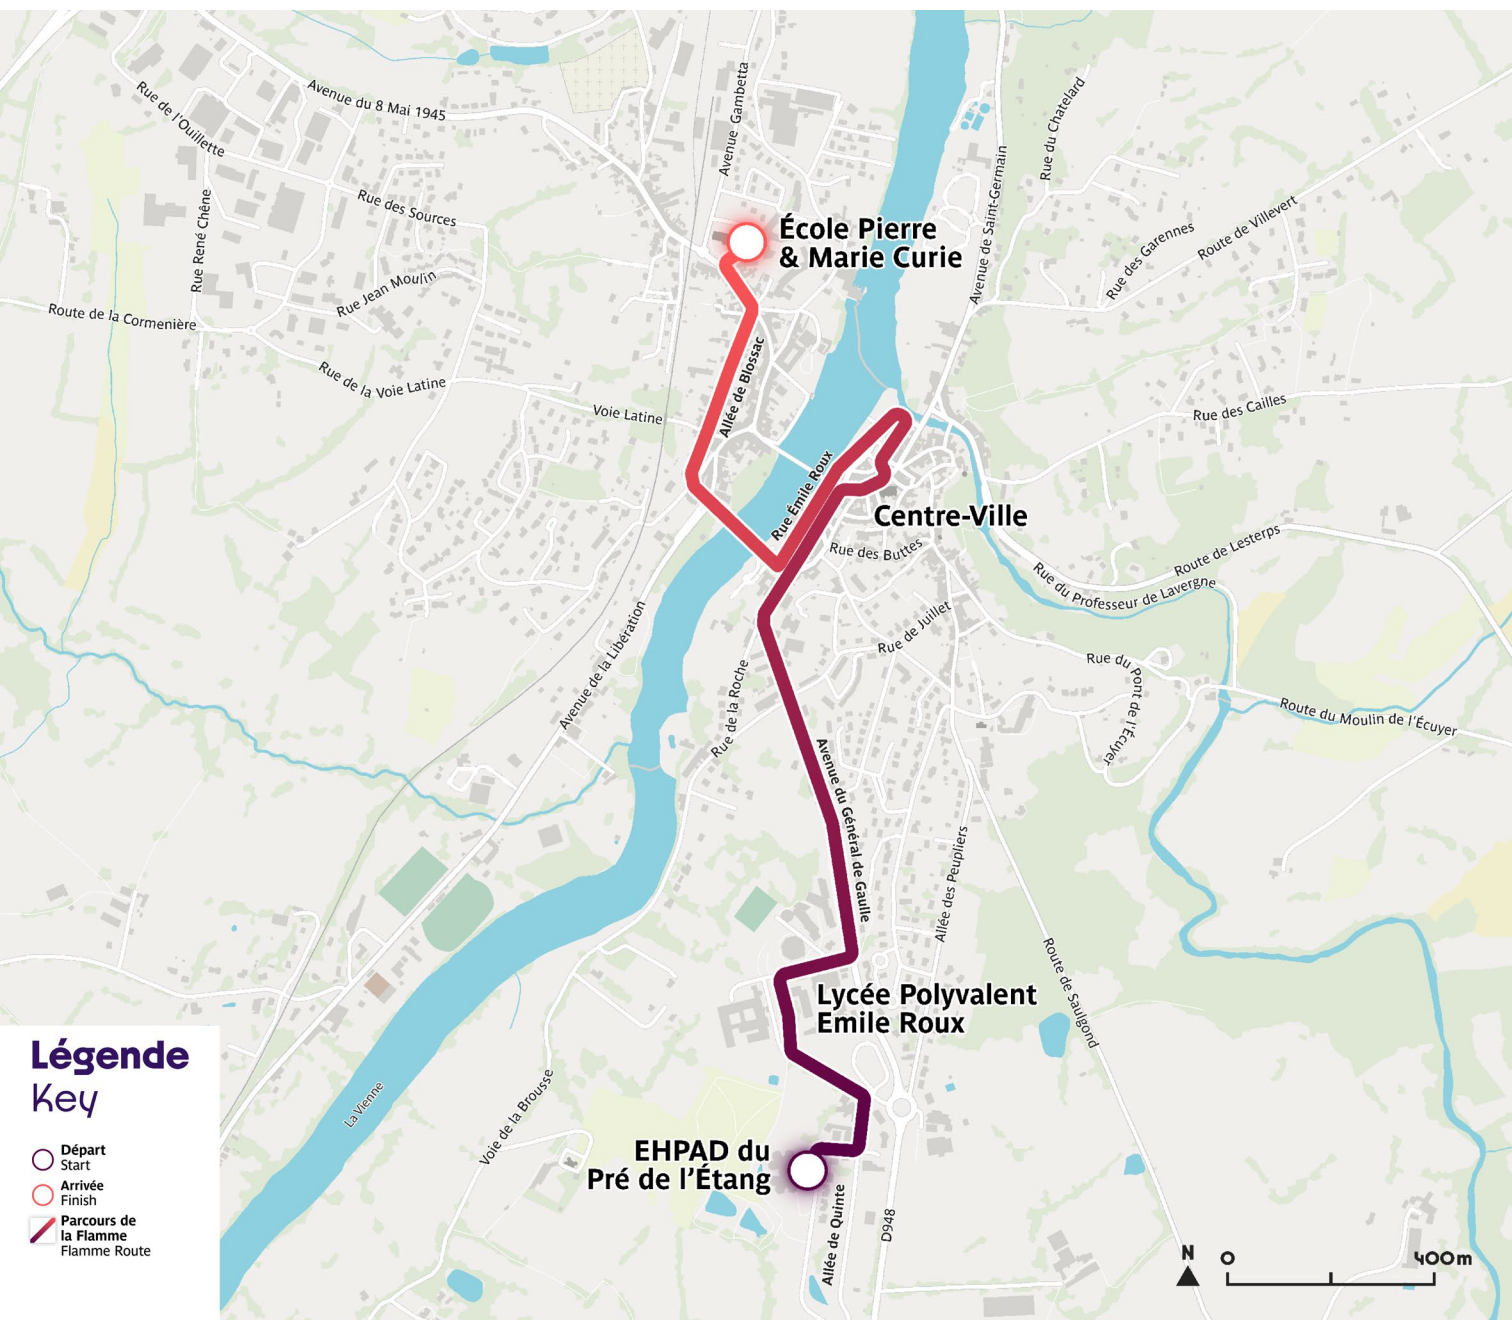 Avenue Gambetta
Rue du Chatelard
Rue de l'Ouillette
Avenue du 8 Mai 1945
Avenue de Saint-Germain
Rue René Chêne
Rue des Sources
École Pierre
& Marie Curie
Rue des Garennes
Route de Villevert
Rue Jean Moulin
Route de la Cormenière
Rue de la Voie Latine
Allée de Blossac
Voie Latine
Rue des Cailles
Rue Émile Roux
Centre-Ville
Rue des Buttes
Route de Lesterps
Rue du Professeur de Lavergne
Rue de Juillet
Avenue de la Libération
Rue de la Roche
Rue du Pont de l'Écuyer
Route du Moulin de l'Écuyer
Avenue du Général de Gaulle
Allée des Peupliers
Route de Saulgond
Lycée Polyvalent
Emile Roux
La Vienne
Voie de la Brousse
EHPAD du
Pré de l'Étang
Allée de Quinte
D948
Légende
Key
Départ
Start
Arrivée
Finish
Parcours de
la Flamme
Flamme Route
N
0
400m